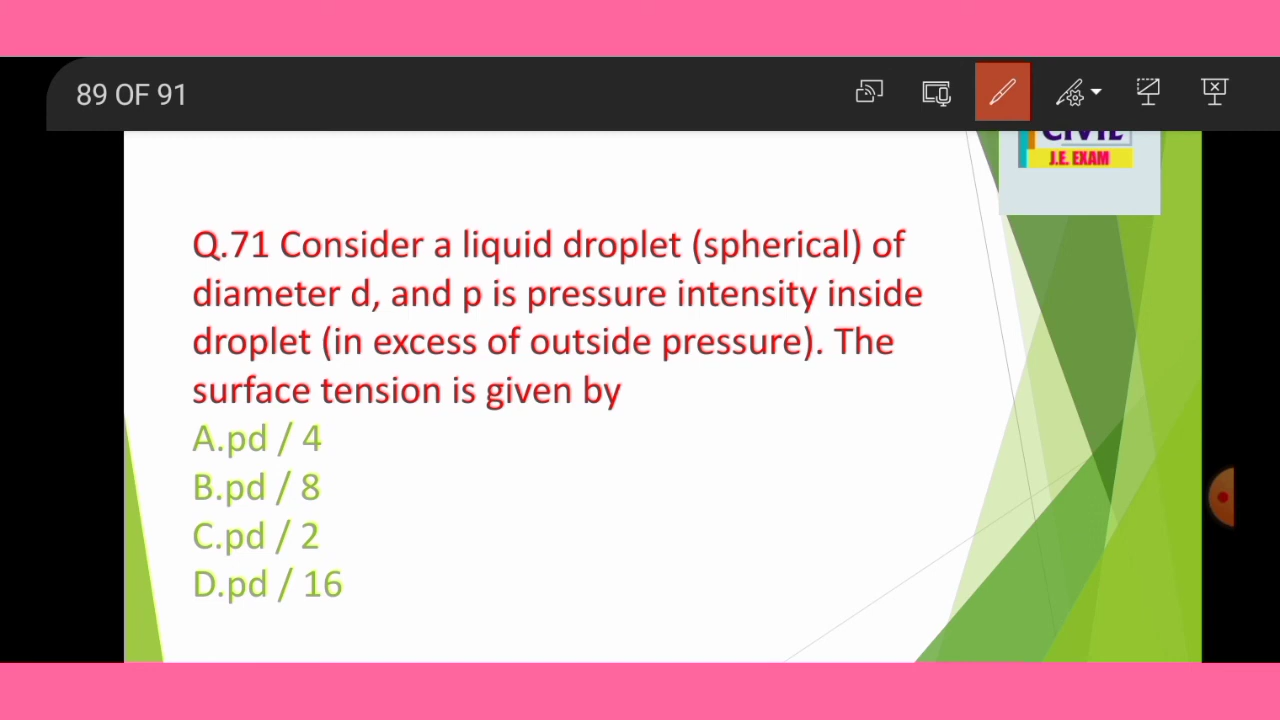 89 OF 91
CIVIL
J.E. EXAM
Q.71 Consider a liquid droplet (spherical) of
diameter d, and p is pressure intensity inside
droplet (in excess of outside pressure). The
surface tension is given by
A.pd / 4
B.pd / 8
C.pd / 2
D.pd / 16